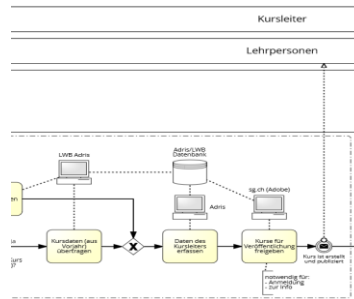 Kursleiter
Lehrpersonen
LWB Adris
Adris/LWB
Datenbank
Adris
sg.ch (Adobe)
en
Kursdaten (aus
Vorjahr)
übertragen
Daten des
Kursleiters
erfassen
Kurse für
Veröffentlichung
freigeben
Kurs ist erstellt
und publiziert
notwendig für:
- Anmeldung
- zur Info